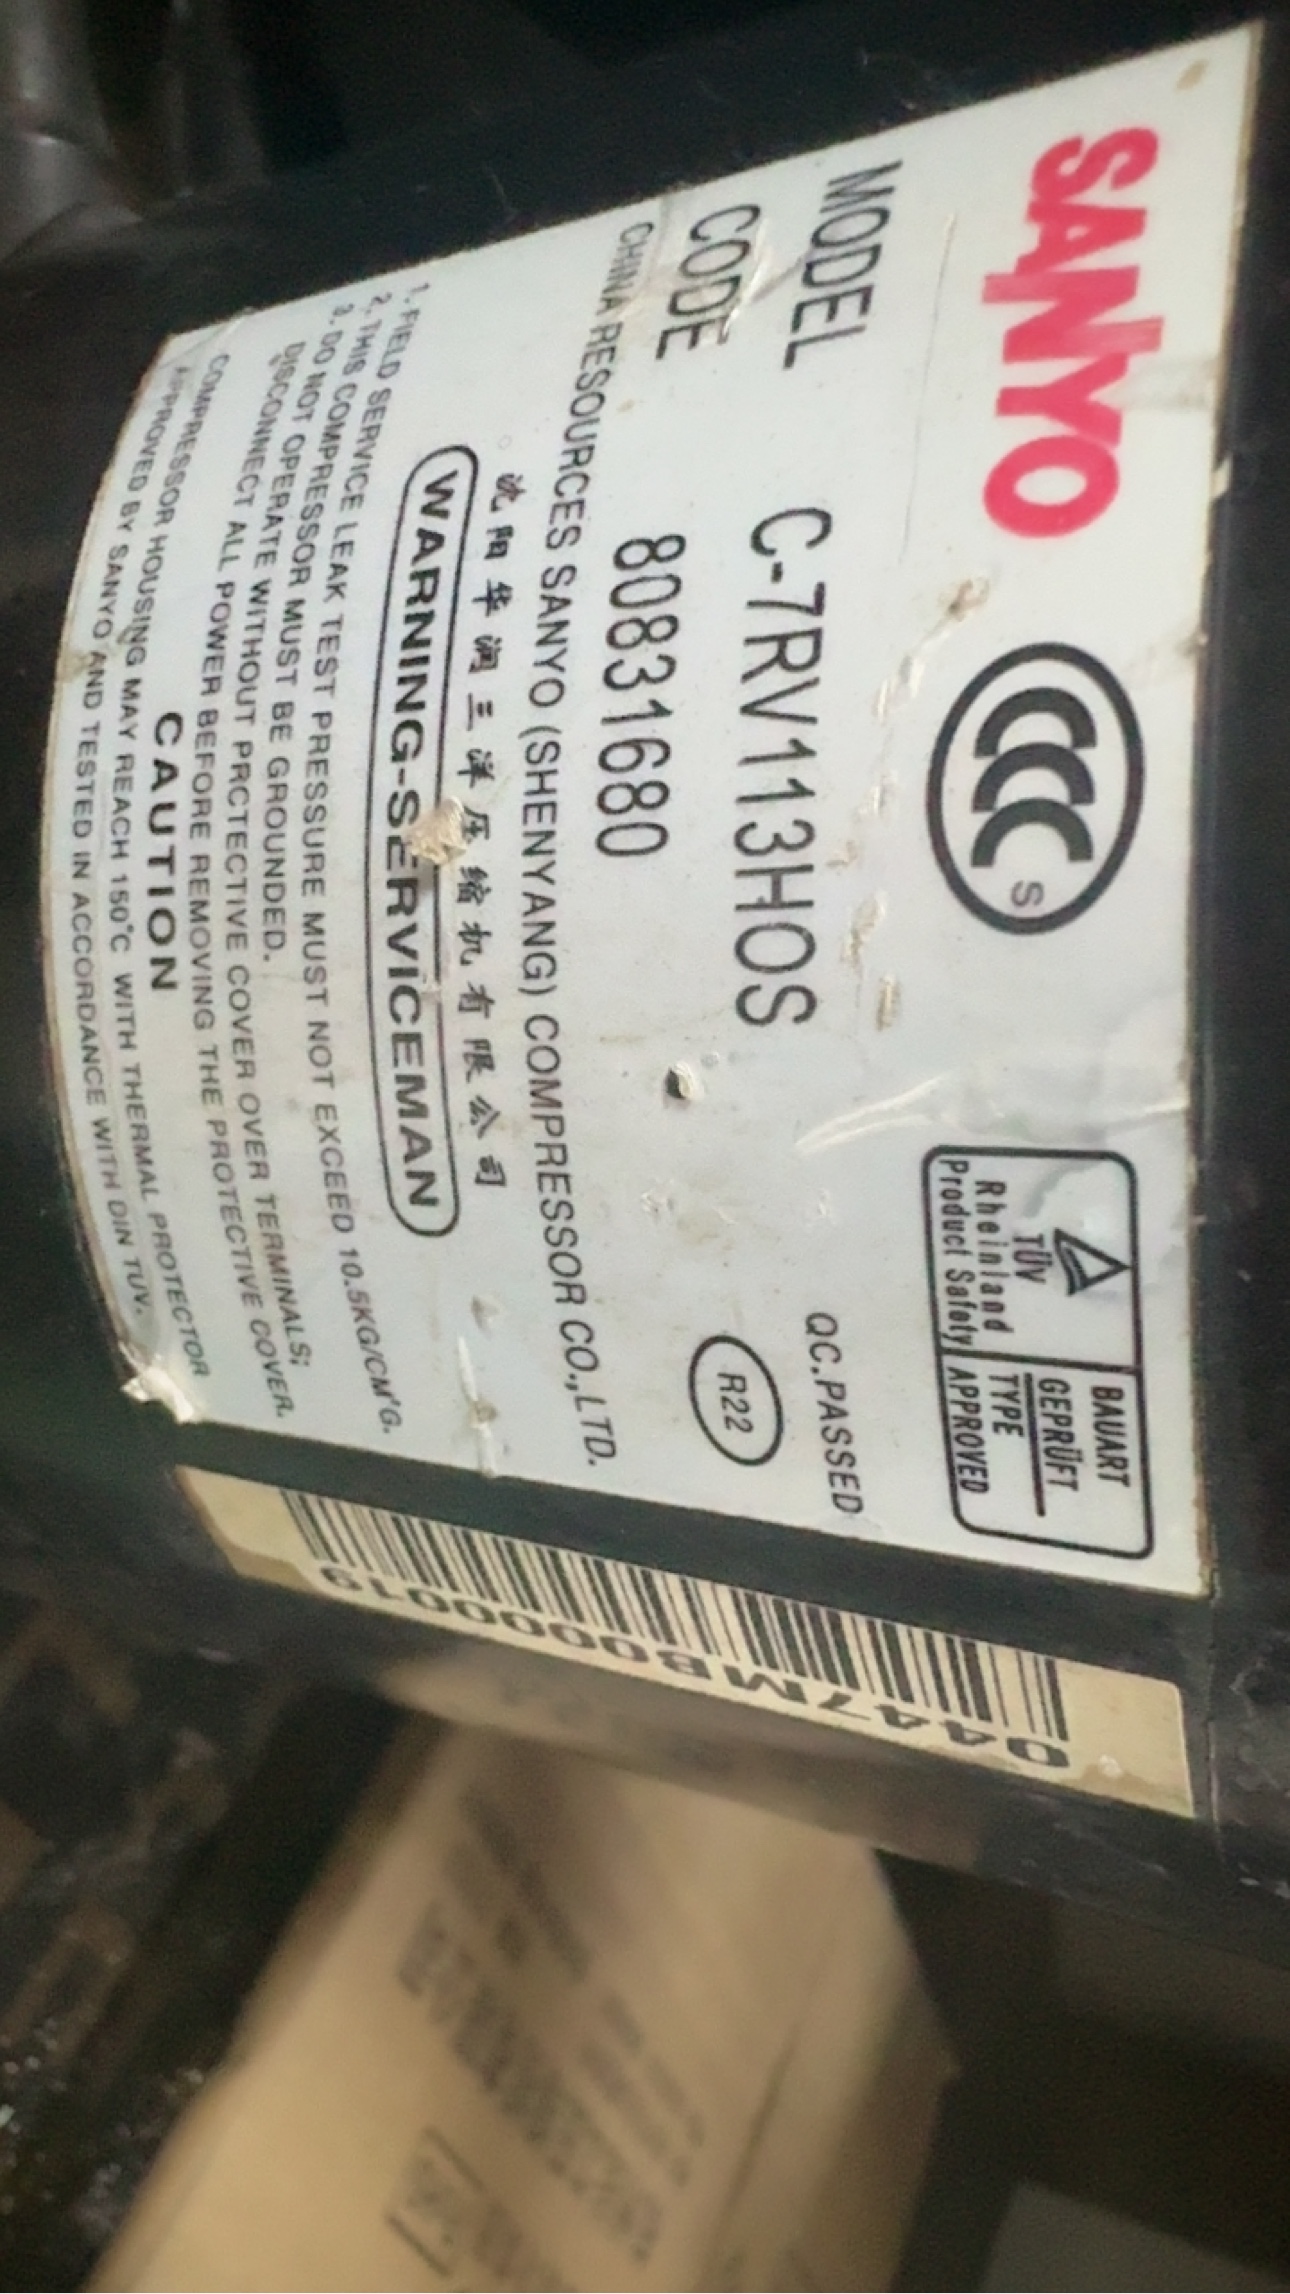 SANYO
CCC S
TÜV
Rheinland
Product Safety
BAUART
GEPRÜFT
TYPE
APPROVED
MODEL C-7RV113HOS
QC.PASSED
CODE 80831680
R22
CHINA RESOURCES SANYO (SHENYANG) COMPRESSOR CO.,LTD.
沈阳华润三洋压缩机有限公司
WARNING-SERVICEMAN
1. FIELD SERVICE LEAK TEST PRESSURE MUST NOT EXCEED 10.5KG/CM²G.
2. THIS COMPRESSOR MUST BE GROUNDED.
3. DO NOT OPERATE WITHOUT PRCTECTIVE COVER OVER TERMINALS;
DISCONNECT ALL POWER BEFORE REMOVING THE PROTECTIVE COVER.
CAUTION
COMPRESSOR HOUSING MAY REACH 150°C WITH THERMAL PROTECTOR
APPROVED BY SANYO AND TESTED IN ACCORDANCE WITH DIN TUV.
0447MB000019